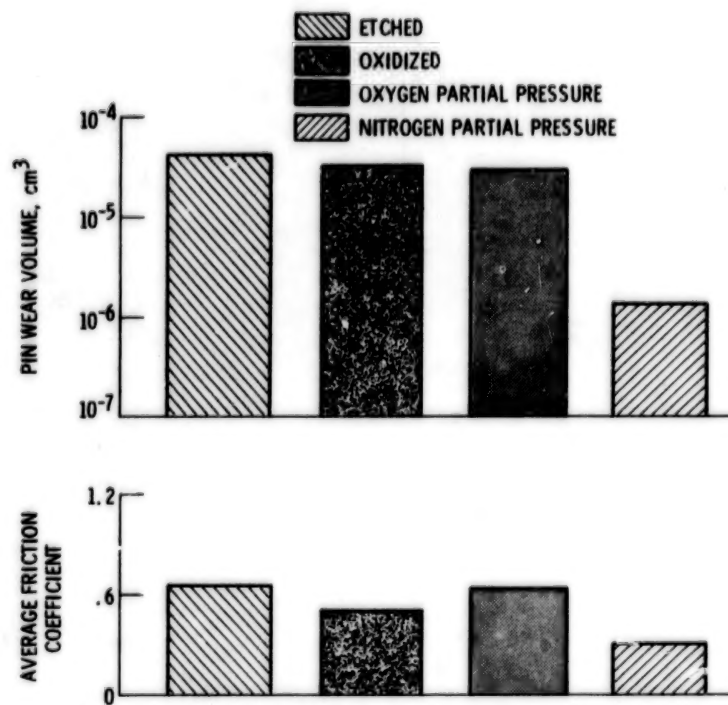 ETCHED
OXIDIZED
OXYGEN PARTIAL PRESSURE
NITROGEN PARTIAL PRESSURE
PIN WEAR VOLUME, cm³
10⁻⁴
10⁻⁵
10⁻⁶
10⁻⁷
AVERAGE FRICTION
COEFFICIENT
1.2
.6
0